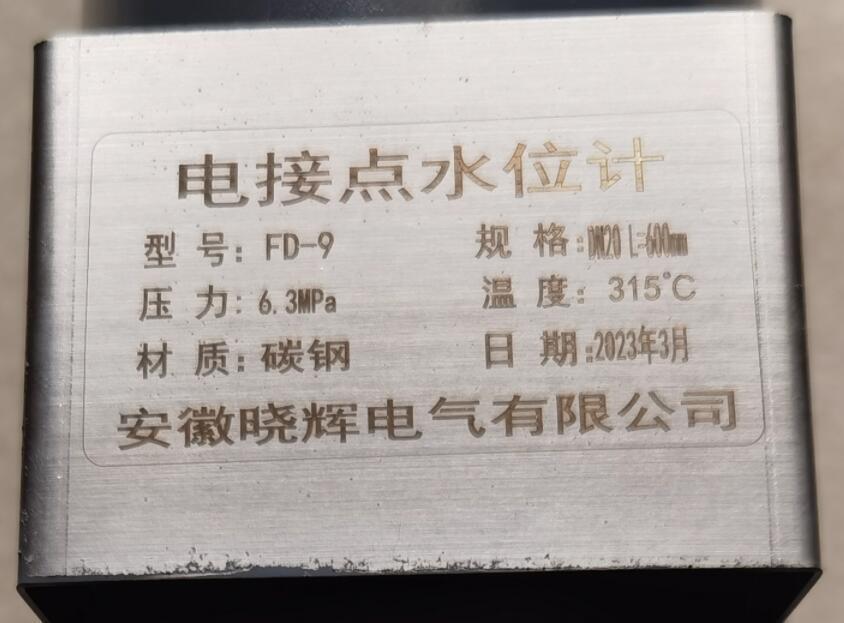 电接点水位计
型 号: FD-9 规 格: DN20 L=600mm
压 力: 6.3MPa 温 度: 315℃
材 质: 碳钢 日 期: 2023年3月
安徽晓辉电气有限公司